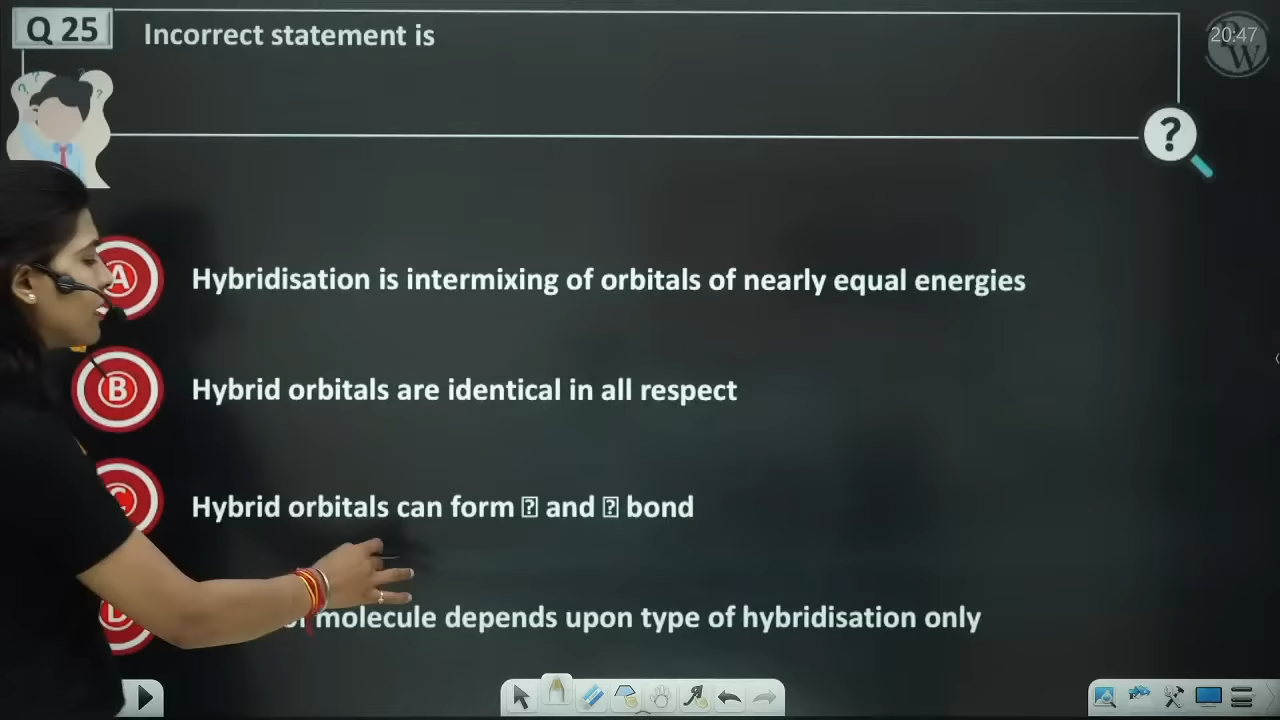 Q 25
Incorrect statement is
20:47
W
?
A
Hybridisation is intermixing of orbitals of nearly equal energies
B
Hybrid orbitals are identical in all respect
C
Hybrid orbitals can form ⍰ and ⍰ bond
molecule depends upon type of hybridisation only